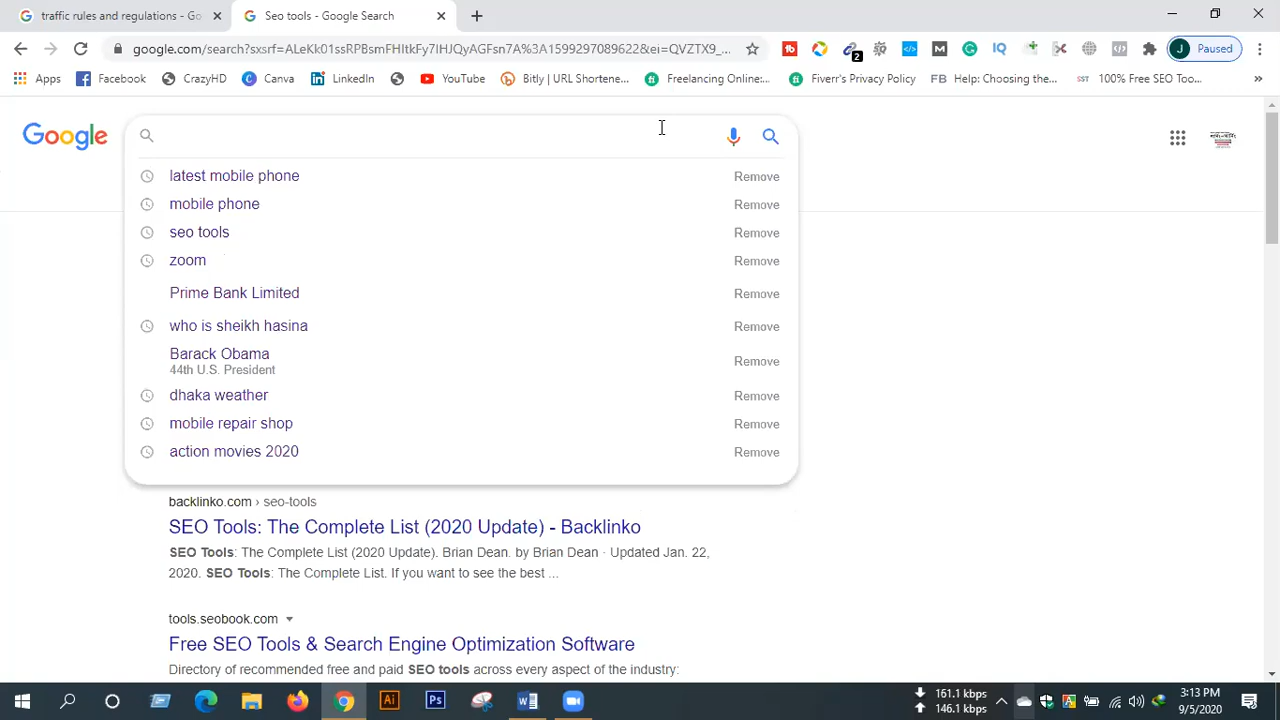 traffic rules and regulations - Go
Seo tools - Google Search
google.com/search?sxsrf=ALeKk01ssRPBsmFHItkFy7IHJQyAGFsn7A%3A1599297089622&ei=QVZTX9_...
2
J Paused
Apps
Facebook
CrazyHD
Canva
LinkedIn
YouTube
Bitly | URL Shortene...
Freelancing Online:...
Fiverr's Privacy Policy
FB Help: Choosing the...
SST 100% Free SEO Too...
Google
latest mobile phone Remove
mobile phone Remove
seo tools Remove
zoom Remove
Prime Bank Limited Remove
who is sheikh hasina Remove
Barack Obama
44th U.S. President Remove
dhaka weather Remove
mobile repair shop Remove
action movies 2020 Remove
backlinko.com › seo-tools
SEO Tools: The Complete List (2020 Update) - Backlinko
SEO Tools: The Complete List (2020 Update). Brian Dean. by Brian Dean · Updated Jan. 22,
2020. SEO Tools: The Complete List. If you want to see the best ...
tools.seobook.com
Free SEO Tools & Search Engine Optimization Software
Directory of recommended free and paid SEO tools across every aspect of the industry:
161.1 kbps
146.1 kbps
3:13 PM
9/5/2020